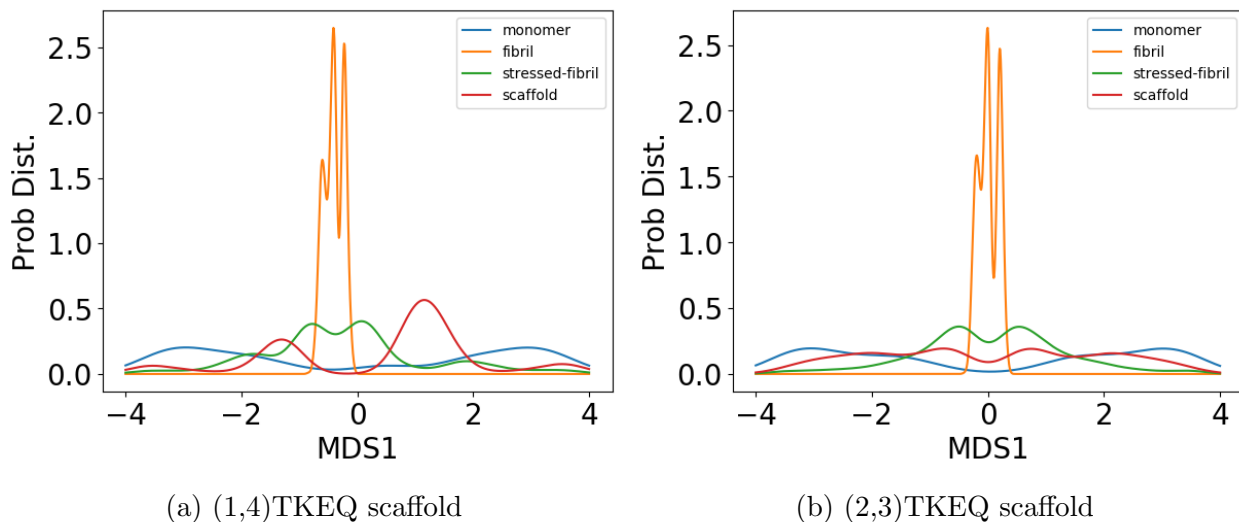 Prob Dist.
2.5
2.0
1.5
1.0
0.5
0.0
monomer
fibril
stressed-fibril
scaffold
−4
−2
0
2
4
MDS1
(a) (1,4)TKEQ scaffold
Prob Dist.
2.5
2.0
1.5
1.0
0.5
0.0
monomer
fibril
stressed-fibril
scaffold
−4
−2
0
2
4
MDS1
(b) (2,3)TKEQ scaffold